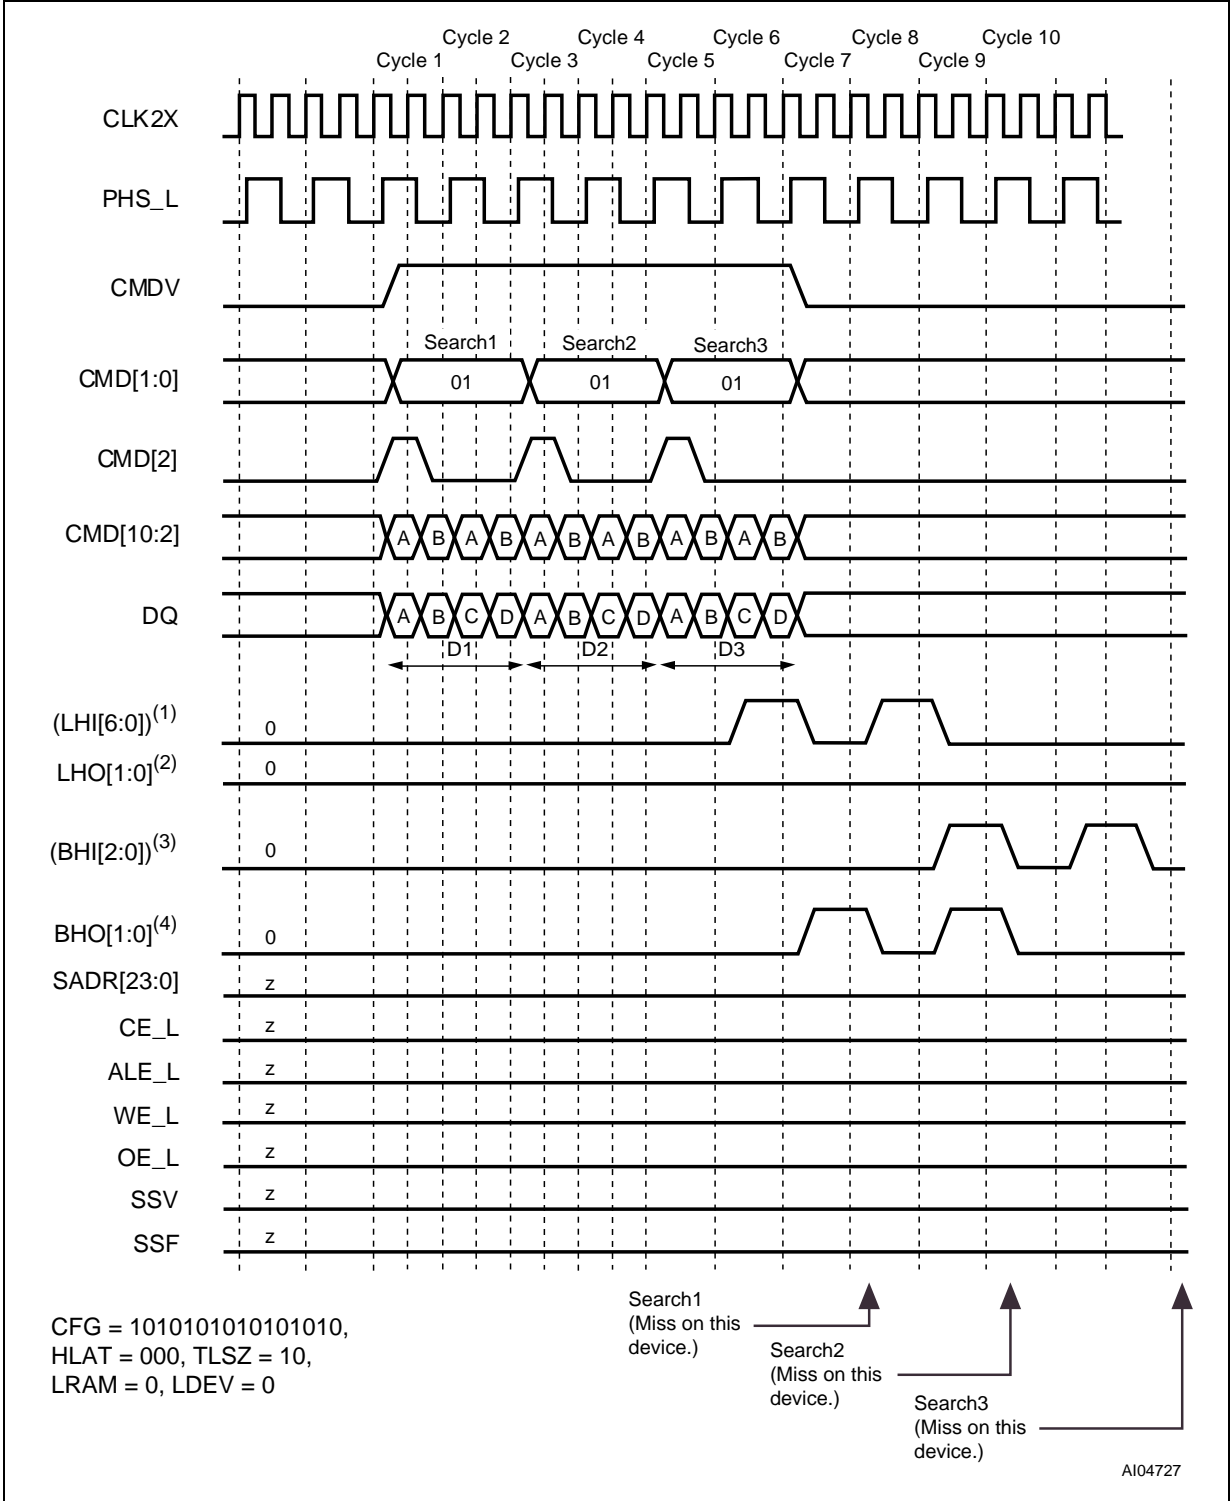 Cycle 2 Cycle 4 Cycle 6 Cycle 8 Cycle 10
Cycle 1 Cycle 3 Cycle 5 Cycle 7 Cycle 9
CLK2X
PHS_L
CMDV
Search1 Search2 Search3
CMD[1:0] 01 01 01
CMD[2]
CMD[10:2] A B A B A B A B A B A B
DQ A B C D A B C D A B C D
D1 D2 D3
(LHI[6:0])(1) 0
LHO[1:0](2) 0
(BHI[2:0])(3) 0
BHO[1:0](4) 0
SADR[23:0] z
CE_L z
ALE_L z
WE_L z
OE_L z
SSV z
SSF z
CFG = 1010101010101010,
HLAT = 000, TLSZ = 10,
LRAM = 0, LDEV = 0
Search1
(Miss on this
device.)
Search2
(Miss on this
device.)
Search3
(Miss on this
device.)
AI04727